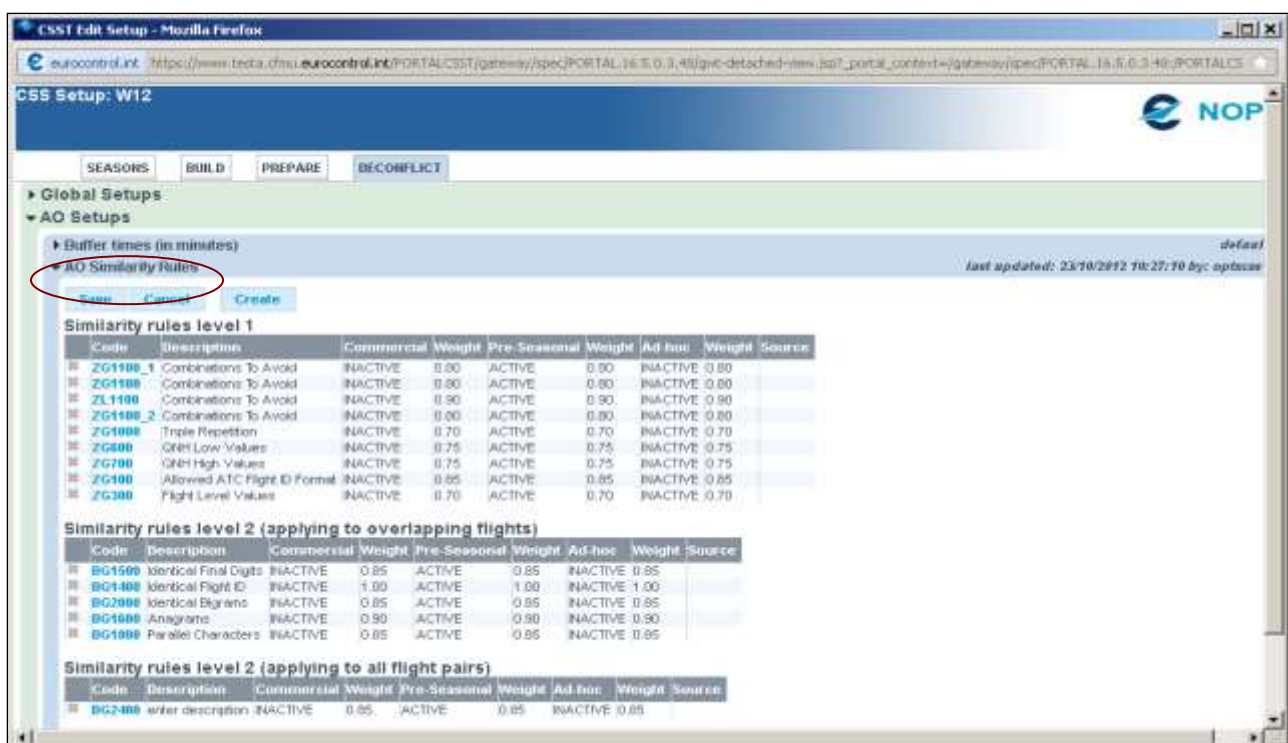 CSST Edit Setup - Mozilla Firefox
eurocontrol.int
CSS Setup: W12
NOP
SEASONS BUILD PREPARE DECONFLICT
Global Setups
AO Setups
Buffer times (in minutes) defaul
AO Similarity Rules last updated: 23/10/2012 10:27:10 by:
Save Cancel Create
Similarity rules level 1
Code Description Commercial Weight Pre-Seasonal Weight Ad-hoc Weight Source
ZG1100_1 Combinations To Avoid INACTIVE 0.80 ACTIVE 0.80 INACTIVE 0.80
ZG1100 Combinations To Avoid INACTIVE 0.80 ACTIVE 0.80 INACTIVE 0.80
ZL1100 Combinations To Avoid INACTIVE 0.90 ACTIVE 0.90 INACTIVE 0.90
ZG1100_2 Combinations To Avoid INACTIVE 0.80 ACTIVE 0.80 INACTIVE 0.80
ZG1000 Triple Repetition INACTIVE 0.70 ACTIVE 0.70 INACTIVE 0.70
ZG600 QNH Low Values INACTIVE 0.75 ACTIVE 0.75 INACTIVE 0.75
ZG700 QNH High Values INACTIVE 0.75 ACTIVE 0.75 INACTIVE 0.75
ZG100 Allowed ATC Flight ID Format INACTIVE 0.85 ACTIVE 0.85 INACTIVE 0.85
ZG300 Flight Level Values INACTIVE 0.70 ACTIVE 0.70 INACTIVE 0.70
Similarity rules level 2 (applying to overlapping flights)
Code Description Commercial Weight Pre-Seasonal Weight Ad-hoc Weight Source
BG1500 Identical Final Digits INACTIVE 0.85 ACTIVE 0.85 INACTIVE 0.85
BG1400 Identical Flight ID INACTIVE 1.00 ACTIVE 1.00 INACTIVE 1.00
BG2000 Identical Bigrams INACTIVE 0.85 ACTIVE 0.85 INACTIVE 0.85
BG1600 Anagrams INACTIVE 0.90 ACTIVE 0.90 INACTIVE 0.90
BG1800 Parallel Characters INACTIVE 0.85 ACTIVE 0.85 INACTIVE 0.85
Similarity rules level 2 (applying to all flight pairs)
Code Description Commercial Weight Pre-Seasonal Weight Ad-hoc Weight Source
BG2400 enter description INACTIVE 0.85 ACTIVE 0.85 INACTIVE 0.85